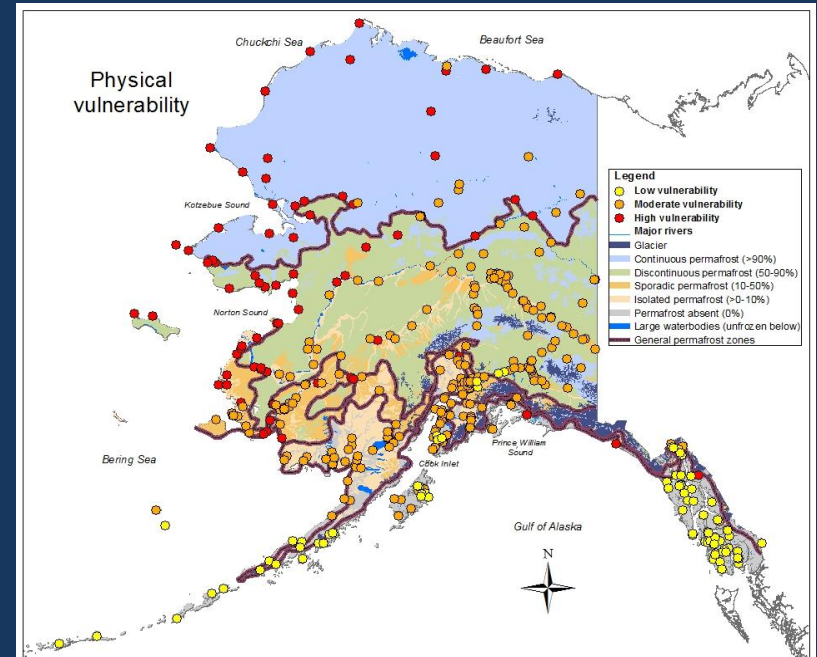 Chuckchi Sea
Beaufort Sea
Physical
vulnerability
Legend
Low vulnerability
Moderate vulnerability
High vulnerability
Major rivers
Glacier
Continuous permafrost (>90%)
Discontinuous permafrost (50-90%)
Sporadic permafrost (10-50%)
Isolated permafrost (>0-10%)
Permafrost absent (0%)
Large waterbodies (unfrozen below)
General permafrost zones
Kotzebue Sound
Norton Sound
Bering Sea
Cook Inlet
Prince William
Sound
Gulf of Alaska
N